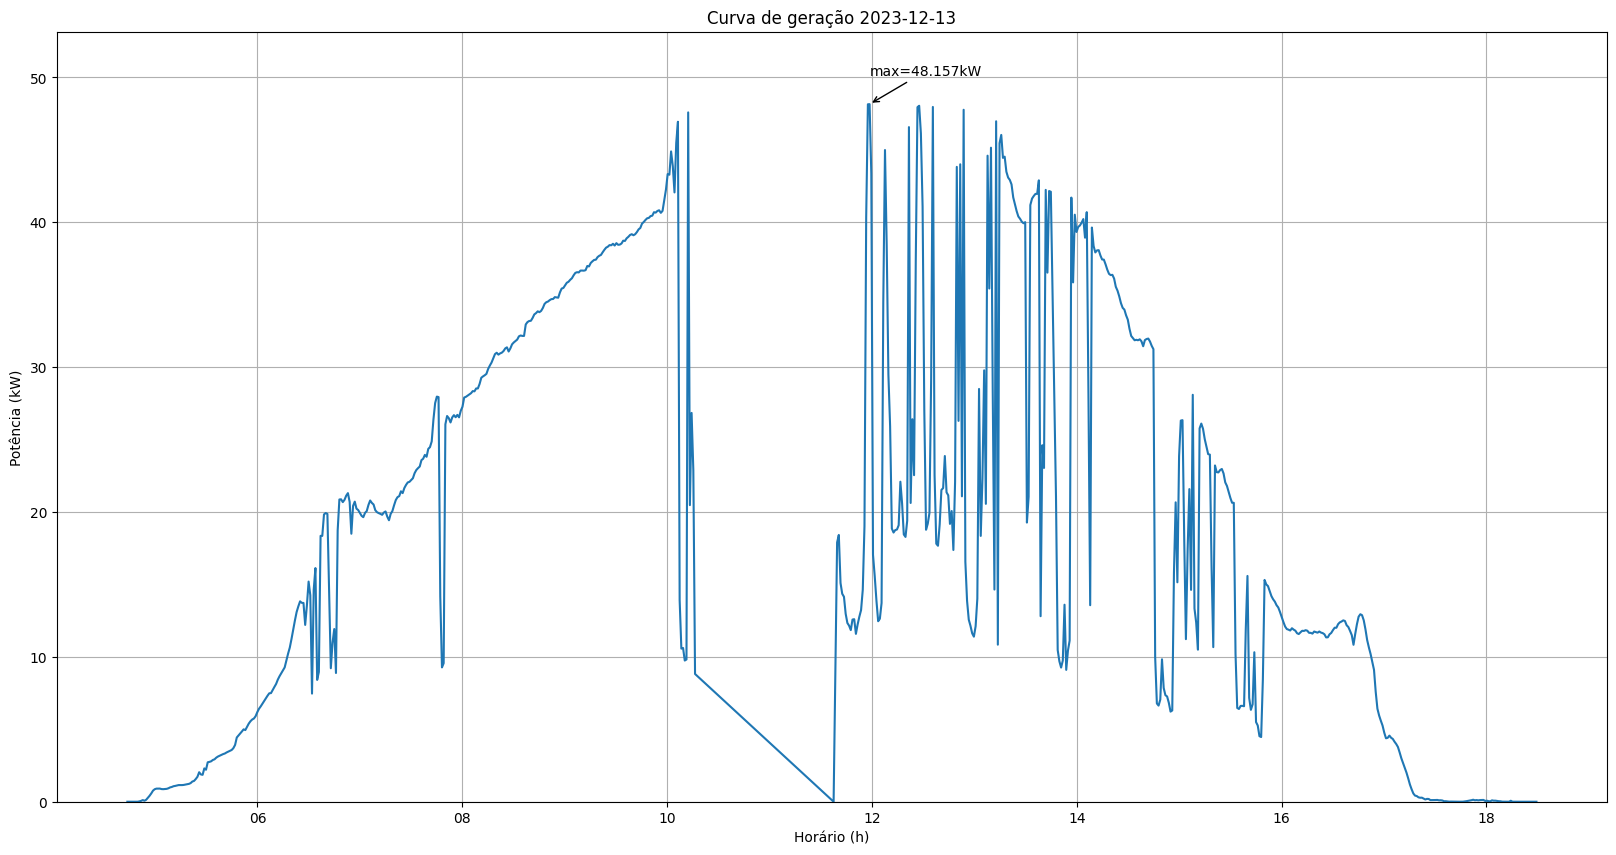 Curva de geração 2023-12-13
max=48.157kW
50
40
30
20
10
0
Potência (kW)
06 08 10 12 14 16 18
Horário (h)